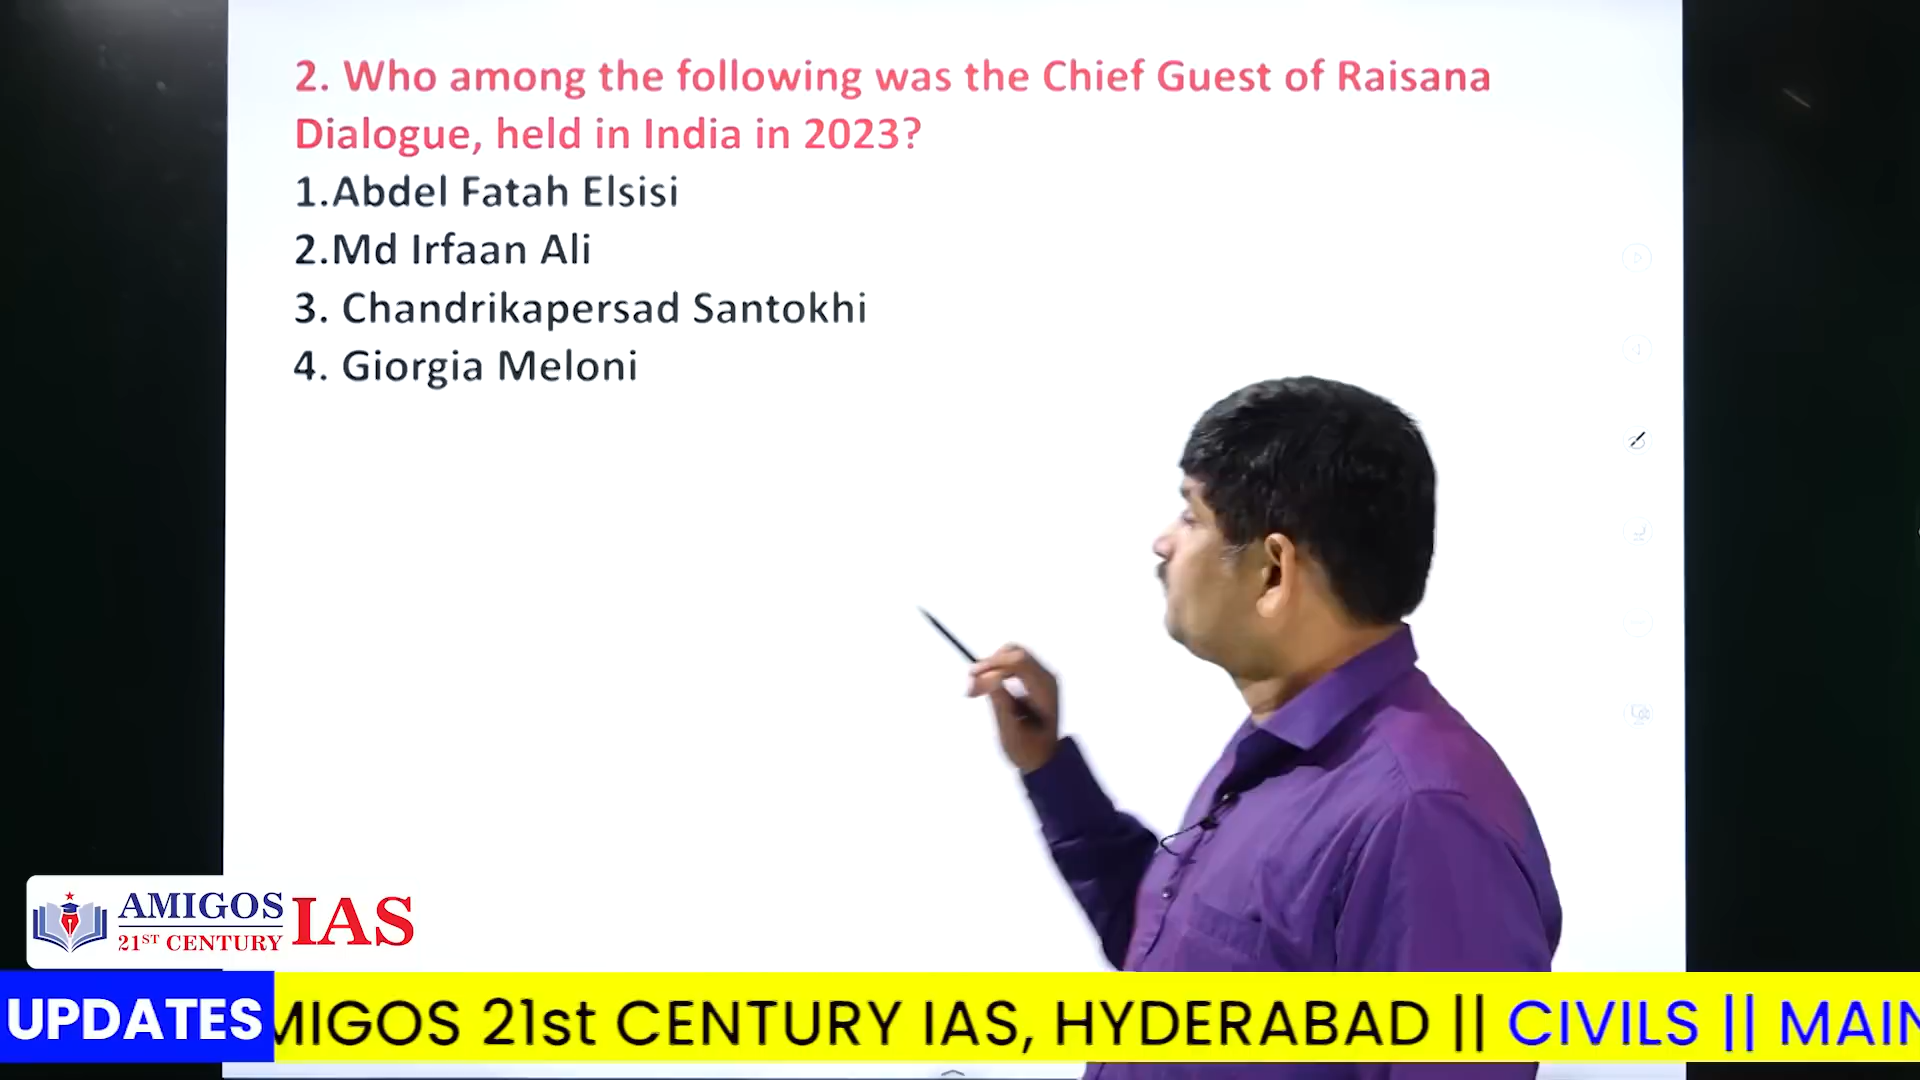 2. Who among the following was the Chief Guest of Raisana
Dialogue, held in India in 2023?
1.Abdel Fatah Elsisi
2.Md Irfaan Ali
3. Chandrikapersad Santokhi
4. Giorgia Meloni
AMIGOS
21ST CENTURY
IAS
UPDATES
MIGOS 21st CENTURY IAS, HYDERABAD || CIVILS || MAIN